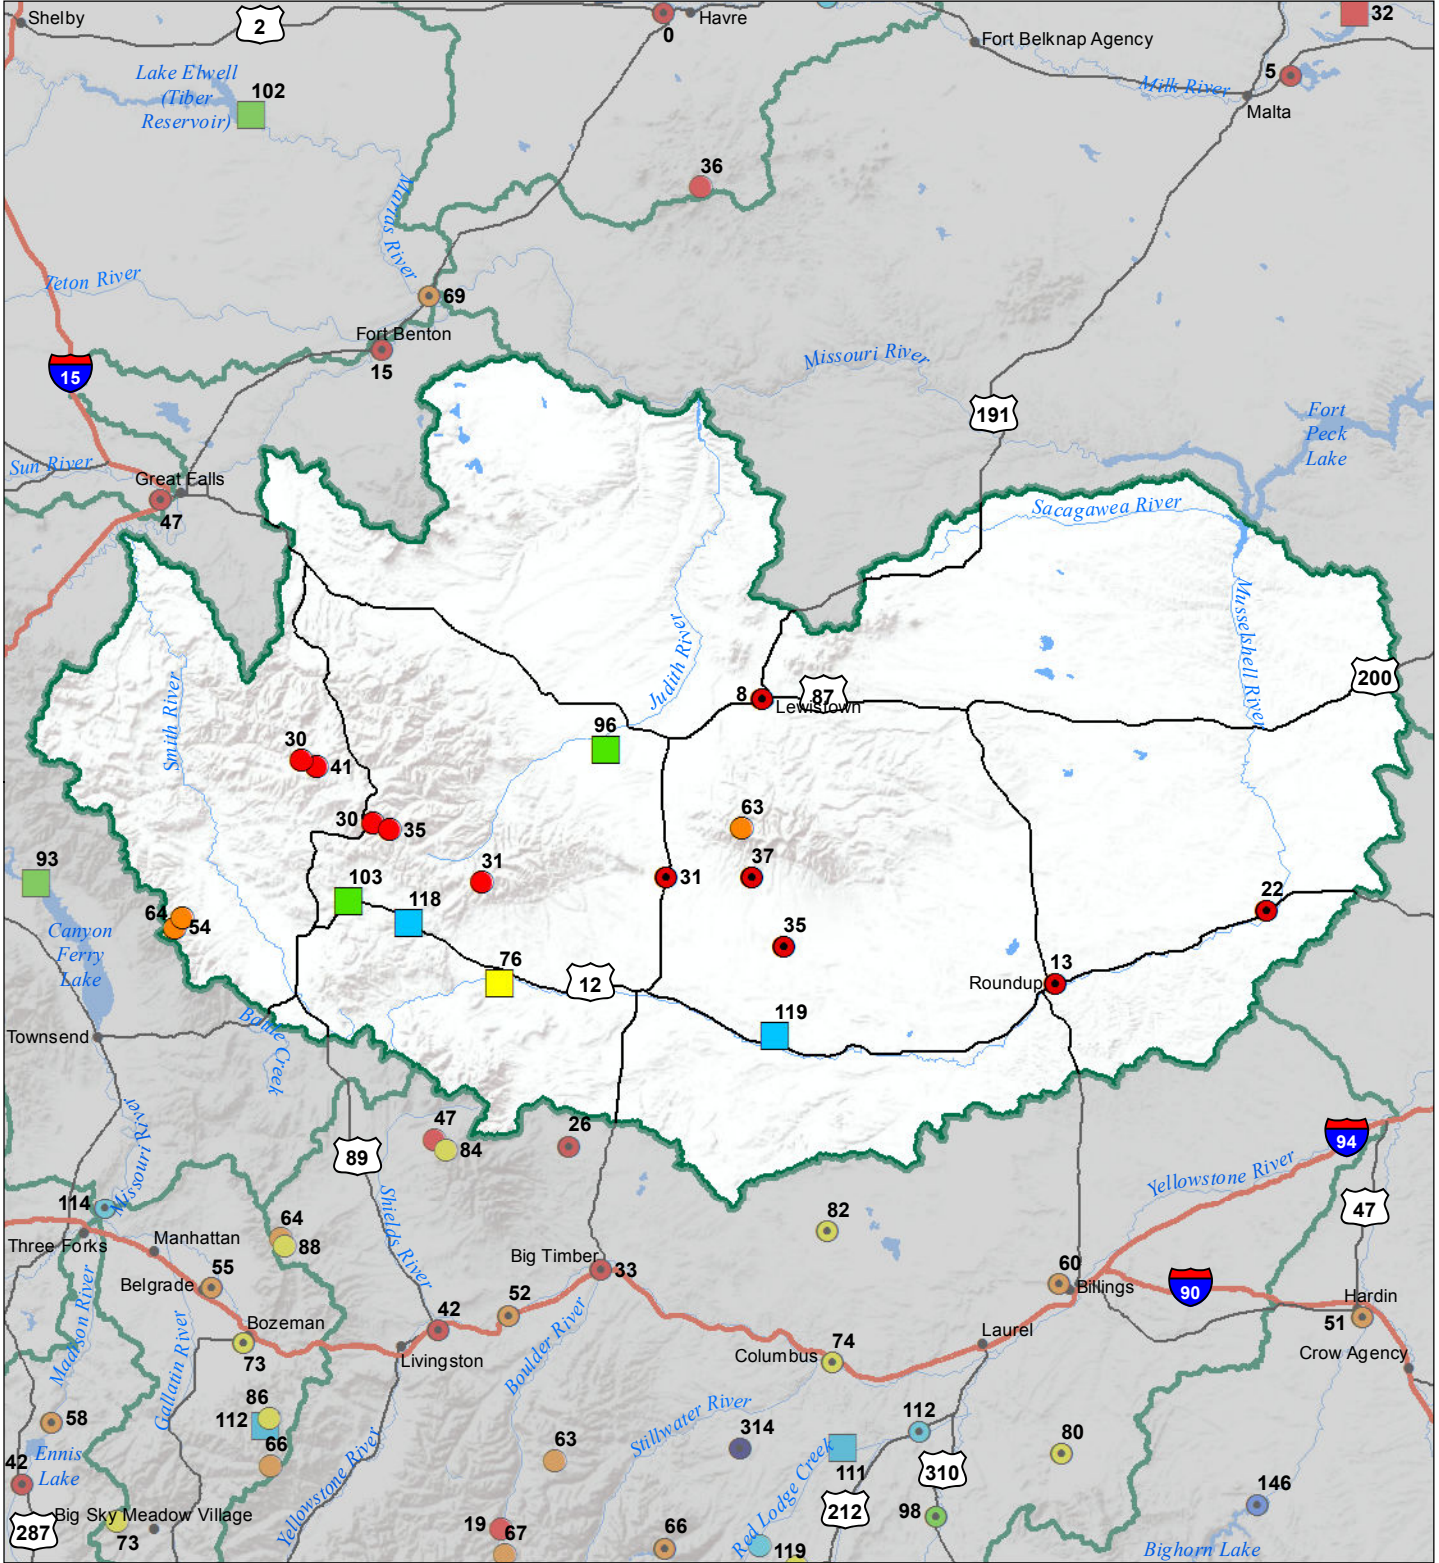 Shelby
2
0
Havre
32
Fort Belknap Agency
Lake Elwell
(Tiber
Reservoir)
102
5
Milk River
Malta
36
Marias River
Teton River
69
Fort Benton
15
15
Missouri River
191
Fort
Peck
Lake
Sun River
Great Falls
47
Sacagawea River
Musselshell River
Judith River
Smith River
200
8
87
Lewistown
96
30
41
30
35
63
37
31
31
93
103
118
64
54
22
Canyon
Ferry
Lake
35
76
12
13
Roundup
119
Townsend
Battle Creek
Missouri River
47
84
26
89
94
114
Three Forks
Manhattan
64
88
Shields River
82
Yellowstone River
47
Belgrade
55
Big Timber
33
60
Billings
90
Hardin
51
Madison River
Gallatin River
Bozeman
73
42
52
Livingston
Boulder River
Columbus
74
Laurel
Crow Agency
58
86
112
66
Ennis
Lake
42
63
Stillwater River
314
111
112
80
Red Lodge Creek
310
212
98
146
287
Big Sky Meadow Village
73
Yellowstone River
19
67
66
119
Bighorn Lake